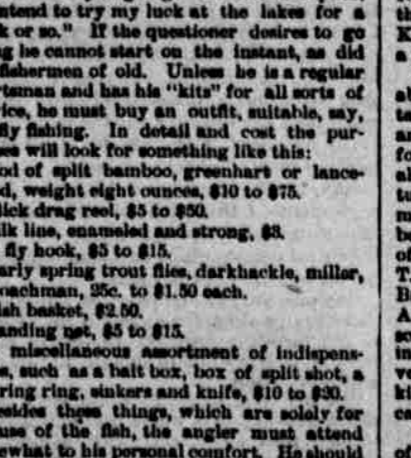 ntend to try my luck at the lakes for a
k or so." If the questioner desires to go
g he cannot start on the instant, as did
fishermen of old. Unless he is a regular
rtsman and has his "kits" for all sorts of
ice, he must buy an outfit, suitable, say,
fly fishing. In detail and cost the pur-
es will look for something like this:
od of split bamboo, greenhart or lance-
d, weight eight ounces, $10 to $75.
lick drag reel, $5 to $50.
lk line, enameled and strong, $8.
fly hook, $5 to $15.
arly spring trout flies, darkhackle, miller,
oachman, 25c. to $1.50 each.
ish basket, $2.50.
anding net, $5 to $15.
miscellaneous assortment of indispens-
s, such as a bait box, box of split shot, a
ring ring, sinkers and knife, $10 to $20.
esides these things, which are solely for
use of the fish, the angler must attend
ewhat to his personal comfort. He should